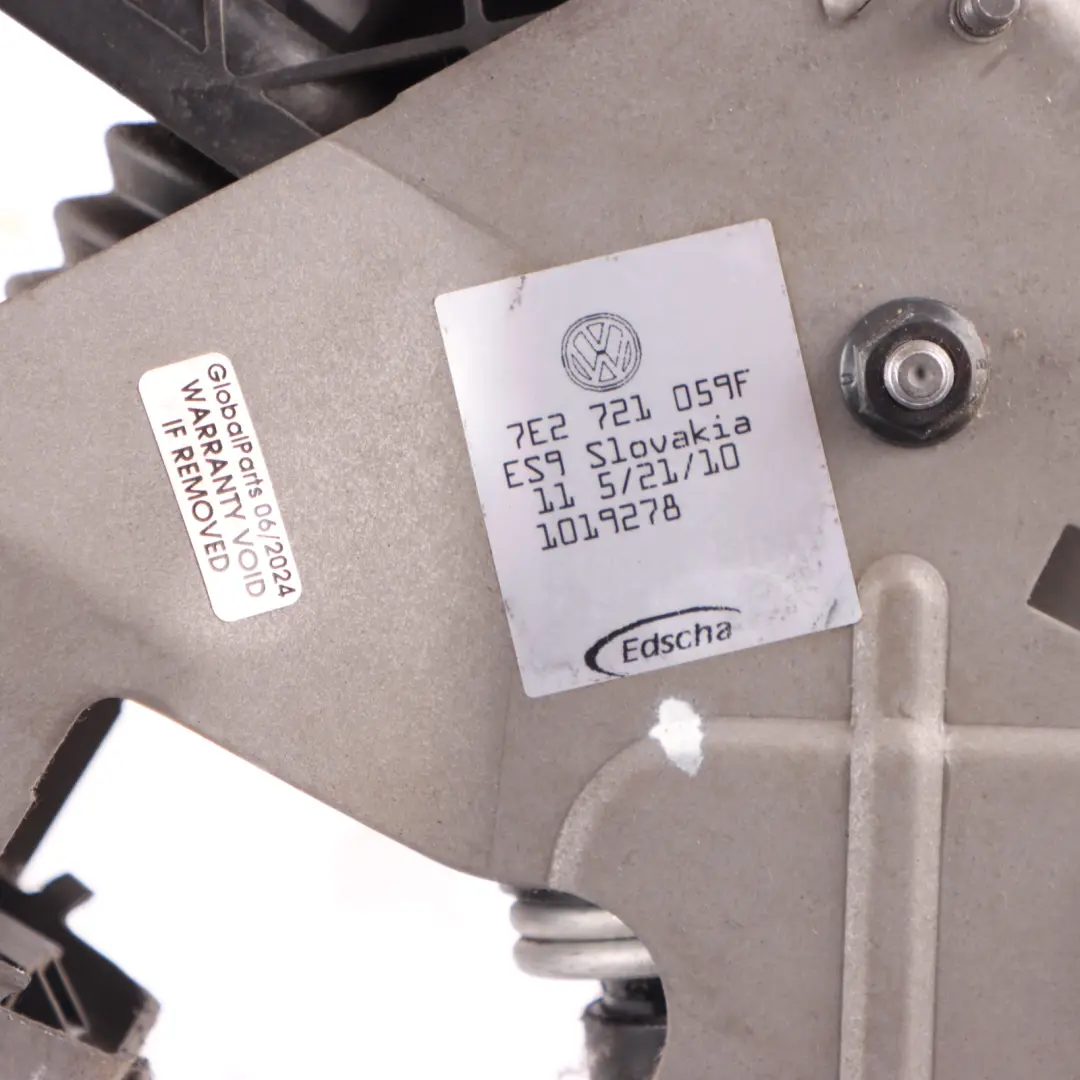 GlobalParts 06/2024
WARRANTY VOID
IF REMOVED
7E2 721 059F
ES9 Slovakia
11 5/21/10
1019278
Edscha